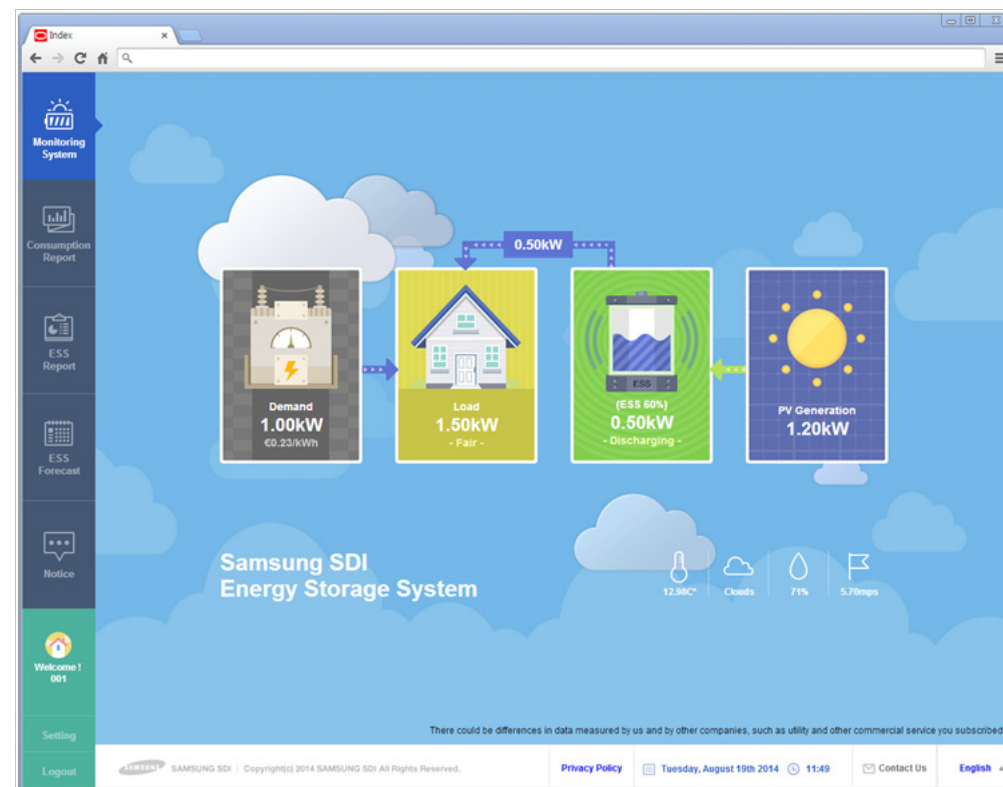 Index
Monitoring
System
Consumption
Report
ESS
Report
ESS
Forecast
Notice
Welcome !
001
Setting
Logout
0.50kW
Demand
1.00kW
€0.23/kWh
Load
1.50kW
- Fair -
ESS
(ESS 60%)
0.50kW
- Discharging -
PV Generation
1.20kW
Samsung SDI
Energy Storage System
12.98C°
Clouds
71%
5.70mps
There could be differences in data measured by us and by other companies, such as utility and other commercial service you subscribed
SAMSUNG
SAMSUNG SDI | Copyright(c) 2014 SAMSUNG SDI All Rights Reserved.
Privacy Policy
Tuesday, August 19th 2014
11:49
Contact Us
English